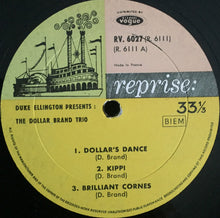 DISTRIBUTED BY
vogue
RV. 6027 (R. 6111)
(R. 6111 A)
Made in France
reprise:
DUKE ELLINGTON PRESENTS :
THE DOLLAR BRAND TRIO
33⅓
BIEM
1. DOLLAR'S DANCE
(D. Brand)
2. KIPPI
(D. Brand)
3. BRILLIANT CORNES
(D. Brand)